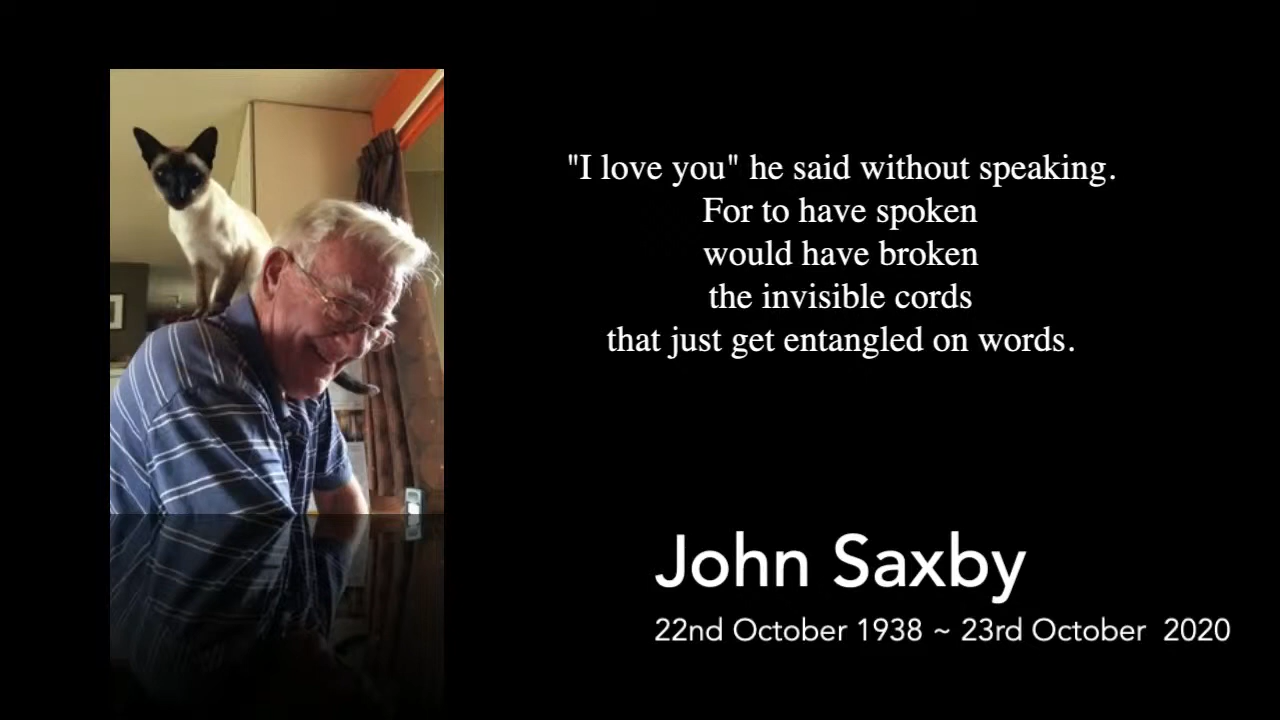 "I love you" he said without speaking.
For to have spoken
would have broken
the invisible cords
that just get entangled on words.
John Saxby
22nd October 1938 ~ 23rd October 2020